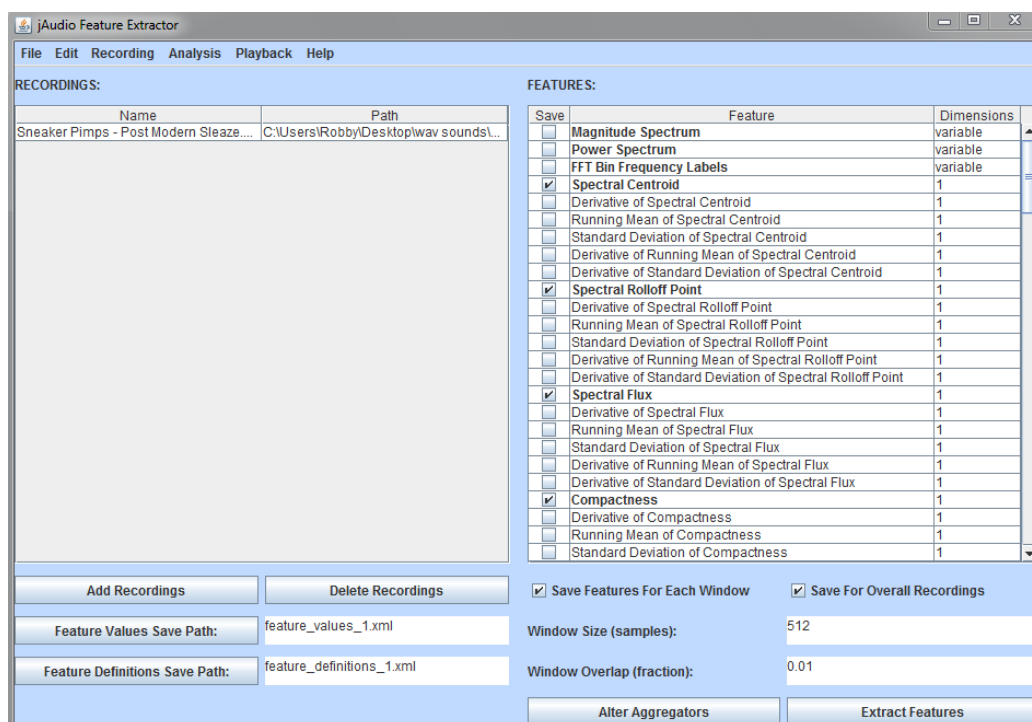 jAudio Feature Extractor
File Edit Recording Analysis Playback Help
RECORDINGS:
Name Path
Sneaker Pimps - Post Modern Sleaze.... C:\Users\Robby\Desktop\wav sounds\...
Add Recordings Delete Recordings
Feature Values Save Path: feature_values_1.xml
Feature Definitions Save Path: feature_definitions_1.xml
FEATURES:
Save Feature Dimensions
Magnitude Spectrum variable
Power Spectrum variable
FFT Bin Frequency Labels variable
Spectral Centroid 1
Derivative of Spectral Centroid 1
Running Mean of Spectral Centroid 1
Standard Deviation of Spectral Centroid 1
Derivative of Running Mean of Spectral Centroid 1
Derivative of Standard Deviation of Spectral Centroid 1
Spectral Rolloff Point 1
Derivative of Spectral Rolloff Point 1
Running Mean of Spectral Rolloff Point 1
Standard Deviation of Spectral Rolloff Point 1
Derivative of Running Mean of Spectral Rolloff Point 1
Derivative of Standard Deviation of Spectral Rolloff Point 1
Spectral Flux 1
Derivative of Spectral Flux 1
Running Mean of Spectral Flux 1
Standard Deviation of Spectral Flux 1
Derivative of Running Mean of Spectral Flux 1
Derivative of Standard Deviation of Spectral Flux 1
Compactness 1
Derivative of Compactness 1
Running Mean of Compactness 1
Standard Deviation of Compactness 1
Save Features For Each Window Save For Overall Recordings
Window Size (samples): 512
Window Overlap (fraction): 0.01
Alter Aggregators Extract Features